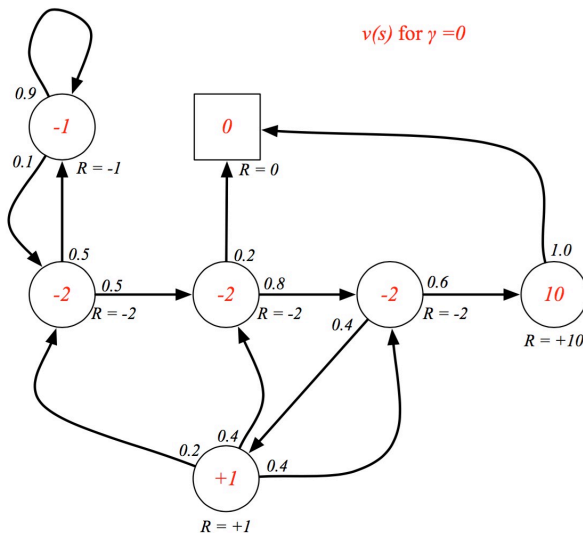 v(s) for γ =0
0.9
-1
0
0.1
R = -1
R = 0
0.5
0.2
1.0
-2
0.5
-2
0.8
-2
0.6
10
R = -2
R = -2
0.4
R = -2
R = +10
0.2
0.4
0.4
+1
R = +1